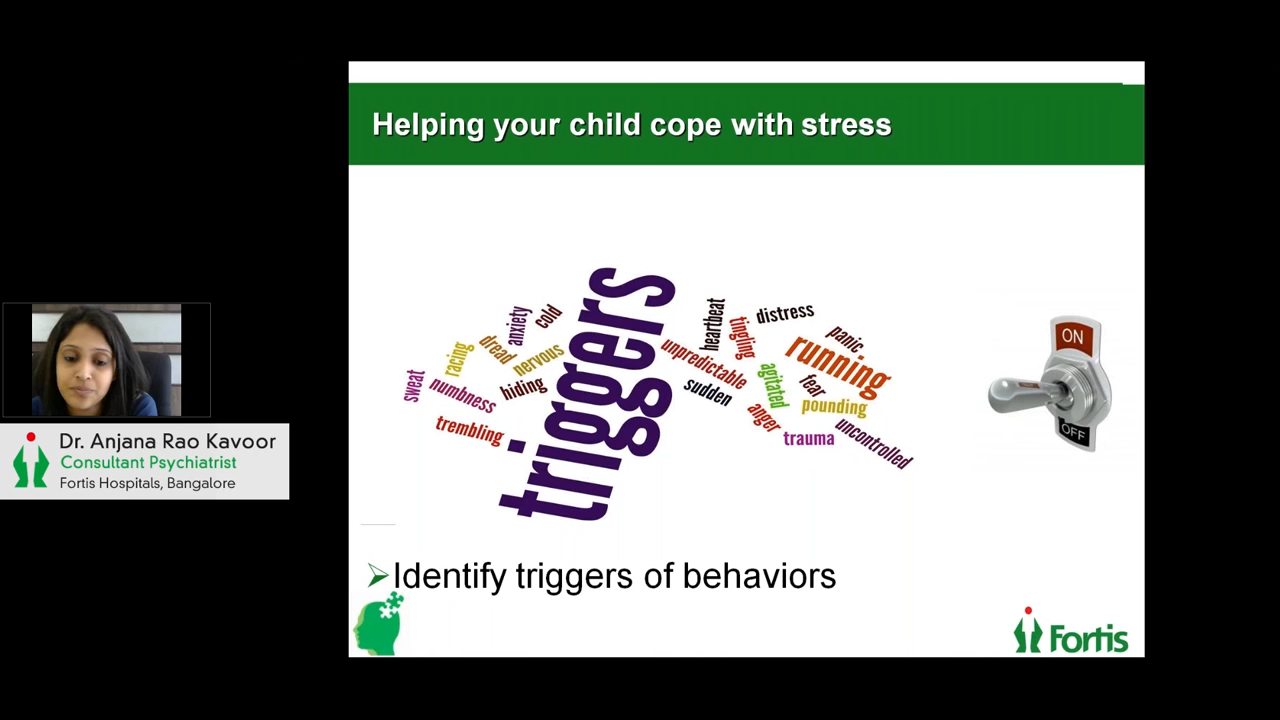 Helping your child cope with stress
triggers
anxiety
cold
dread
nervous
racing
hiding
sweat
numbness
trembling
heartbeat
tingling
distress
panic
unpredictable
running
sudden
agitated
fear
anger
pounding
trauma
uncontrolled
ON
OFF
Identify triggers of behaviors
Fortis
Dr. Anjana Rao Kavoor
Consultant Psychiatrist
Fortis Hospitals, Bangalore